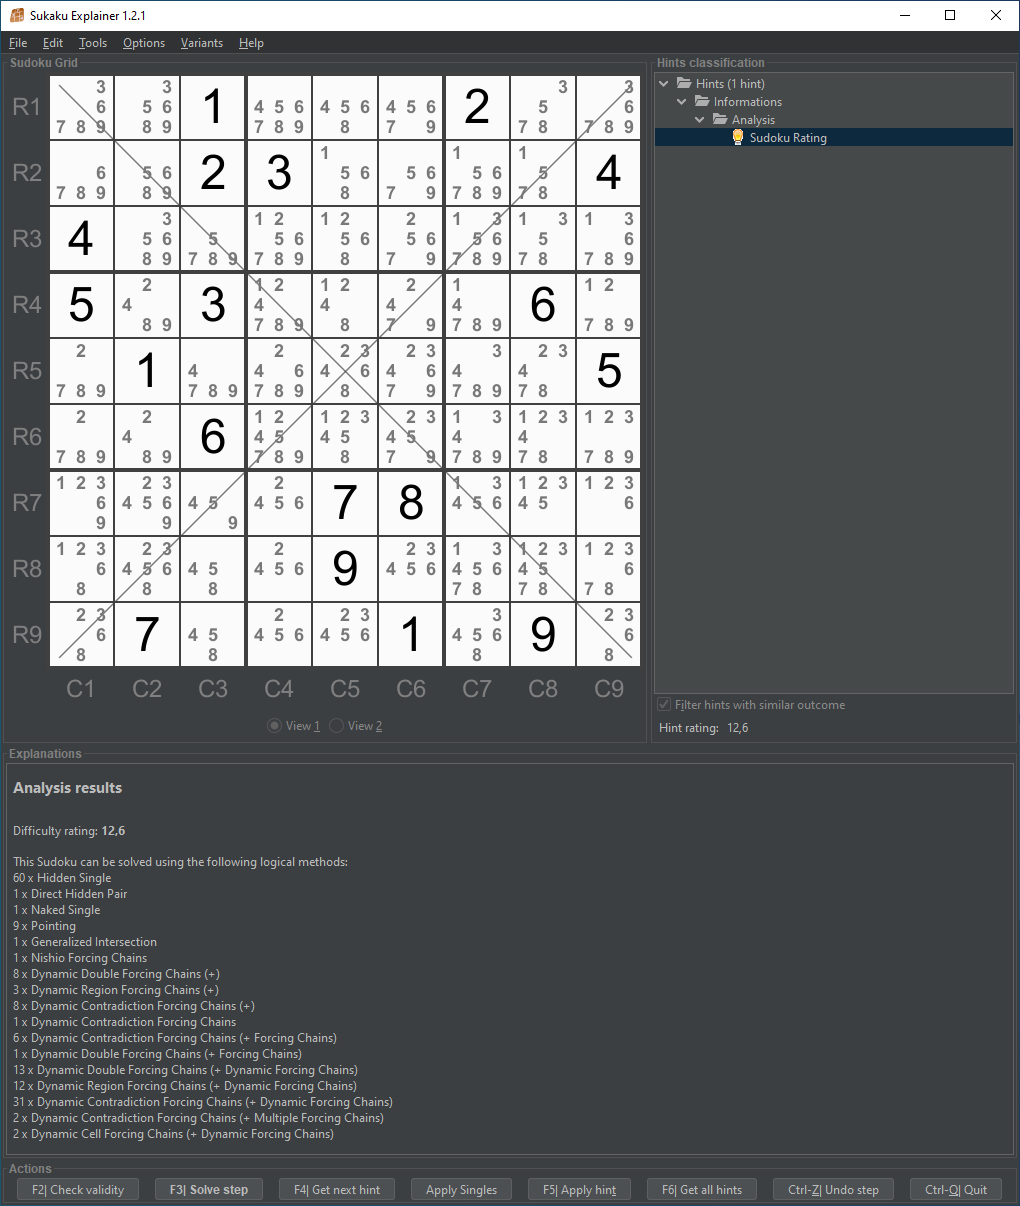 Sukaku Explainer 1.2.1
File Edit Tools Options Variants Help
Sudoku Grid
3 3 3 3
R1 6 5 6 1 4 5 6 4 5 6 4 5 6 2 5 6
7 8 9 8 9 7 8 9 8 7 9 7 8 7 8 9
1 1 1
R2 6 5 6 2 3 5 6 5 6 5 6 5 4
7 8 9 8 9 8 7 9 7 8 9 7 8
3 1 2 1 2 2 1 3 1 3 1 3
R3 4 5 6 5 5 6 5 6 5 6 5 6 5 6
8 9 7 8 9 7 8 9 8 7 9 7 8 9 7 8 7 8 9
2 1 2 1 2 2 1 1 2
R4 5 4 3 4 4 4 4 6
8 9 7 8 9 8 7 9 7 8 9 7 8 9
2 2 2 3 2 3 3 2 3
R5 1 4 4 6 4 6 4 6 4 4 5
7 8 9 7 8 9 7 8 9 8 7 9 7 8 9 7 8
2 2 1 2 1 2 3 2 3 1 3 1 2 3 1 2 3
R6 4 6 4 5 4 5 4 5 4 4
7 8 9 8 9 7 8 9 8 7 9 7 8 9 7 8 7 8 9
1 2 3 2 3 2 1 3 1 2 3 1 2 3
R7 6 4 5 6 4 5 4 5 6 7 8 4 5 6 4 5 6
9 9 9
1 2 3 2 3 2 2 3 1 3 1 2 3 1 2 3
R8 6 4 5 6 4 5 4 5 6 9 4 5 6 4 5 6 4 5 6
8 8 8 7 8 7 8 7 8
2 3 2 2 3 3 2 3
R9 6 7 4 5 4 5 6 4 5 6 1 4 5 6 9 6
8 8 8 8
C1 C2 C3 C4 C5 C6 C7 C8 C9
View 1 View 2
Hints classification
Hints (1 hint)
Informations
Analysis
Sudoku Rating
Filter hints with similar outcome
Hint rating: 12,6
Explanations
Analysis results
Difficulty rating: 12,6
This Sudoku can be solved using the following logical methods:
60 x Hidden Single
1 x Direct Hidden Pair
1 x Naked Single
9 x Pointing
1 x Generalized Intersection
1 x Nishio Forcing Chains
8 x Dynamic Double Forcing Chains (+)
3 x Dynamic Region Forcing Chains (+)
8 x Dynamic Contradiction Forcing Chains (+)
1 x Dynamic Contradiction Forcing Chains
6 x Dynamic Contradiction Forcing Chains (+ Forcing Chains)
1 x Dynamic Double Forcing Chains (+ Forcing Chains)
13 x Dynamic Double Forcing Chains (+ Dynamic Forcing Chains)
12 x Dynamic Region Forcing Chains (+ Dynamic Forcing Chains)
31 x Dynamic Contradiction Forcing Chains (+ Dynamic Forcing Chains)
2 x Dynamic Contradiction Forcing Chains (+ Multiple Forcing Chains)
2 x Dynamic Cell Forcing Chains (+ Dynamic Forcing Chains)
Actions
F2| Check validity F3| Solve step F4| Get next hint Apply Singles F5| Apply hint F6| Get all hints Ctrl-Z| Undo step Ctrl-Q| Quit